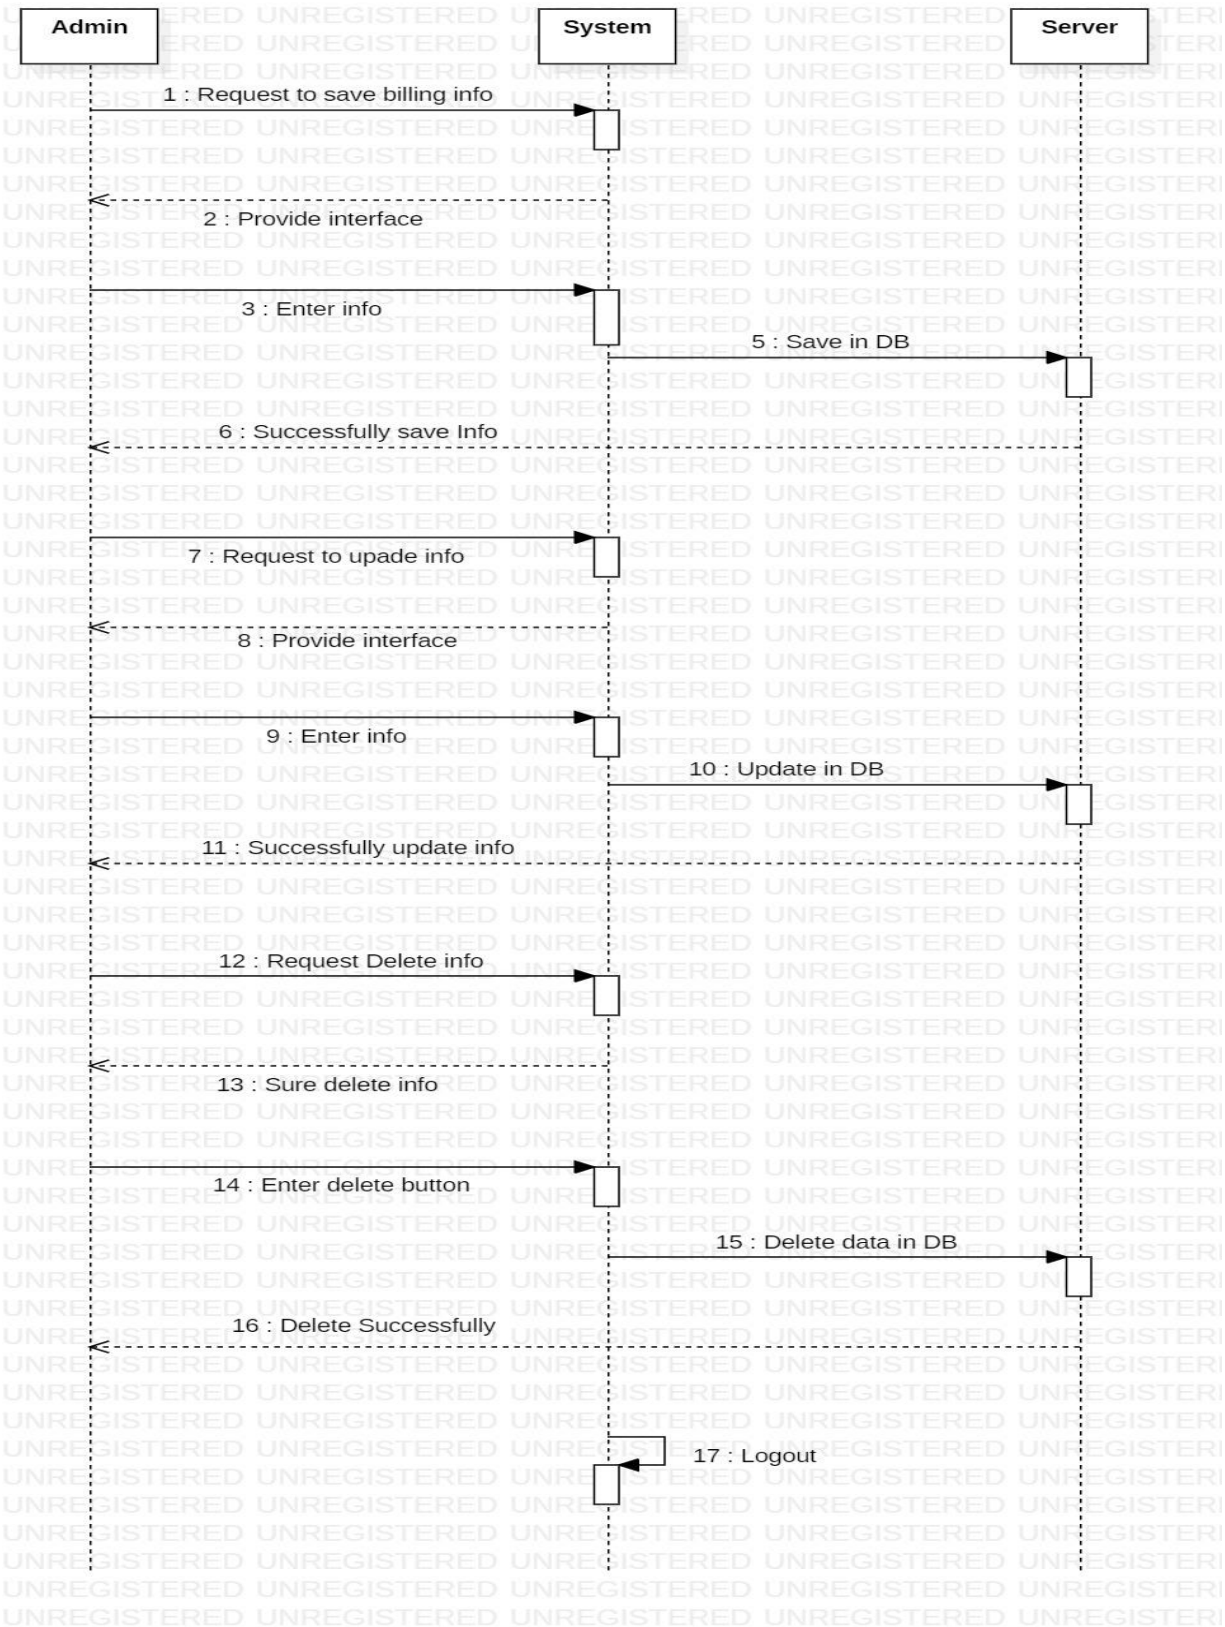 Admin
System
Server
1 : Request to save billing info
2 : Provide interface
3 : Enter info
5 : Save in DB
6 : Successfully save Info
7 : Request to upade info
8 : Provide interface
9 : Enter info
10 : Update in DB
11 : Successfully update info
12 : Request Delete info
13 : Sure delete info
14 : Enter delete button
15 : Delete data in DB
16 : Delete Successfully
17 : Logout
UNREGISTERED